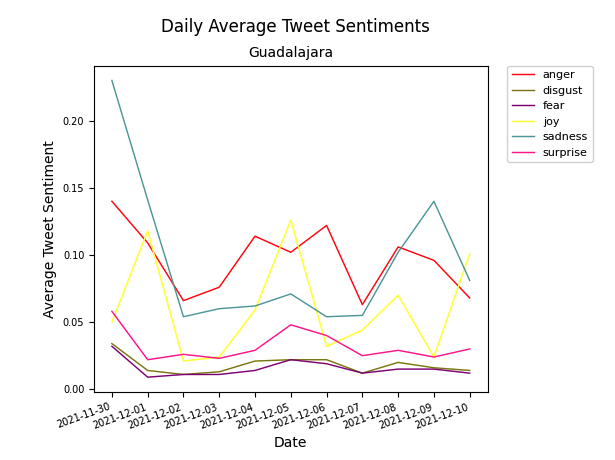 Daily Average Tweet Sentiments
Guadalajara
anger
disgust
fear
joy
sadness
surprise
Average Tweet Sentiment
0.20
0.15
0.10
0.05
0.00
2021-11-30
2021-12-01
2021-12-02
2021-12-03
2021-12-04
2021-12-05
2021-12-06
2021-12-07
2021-12-08
2021-12-09
2021-12-10
Date